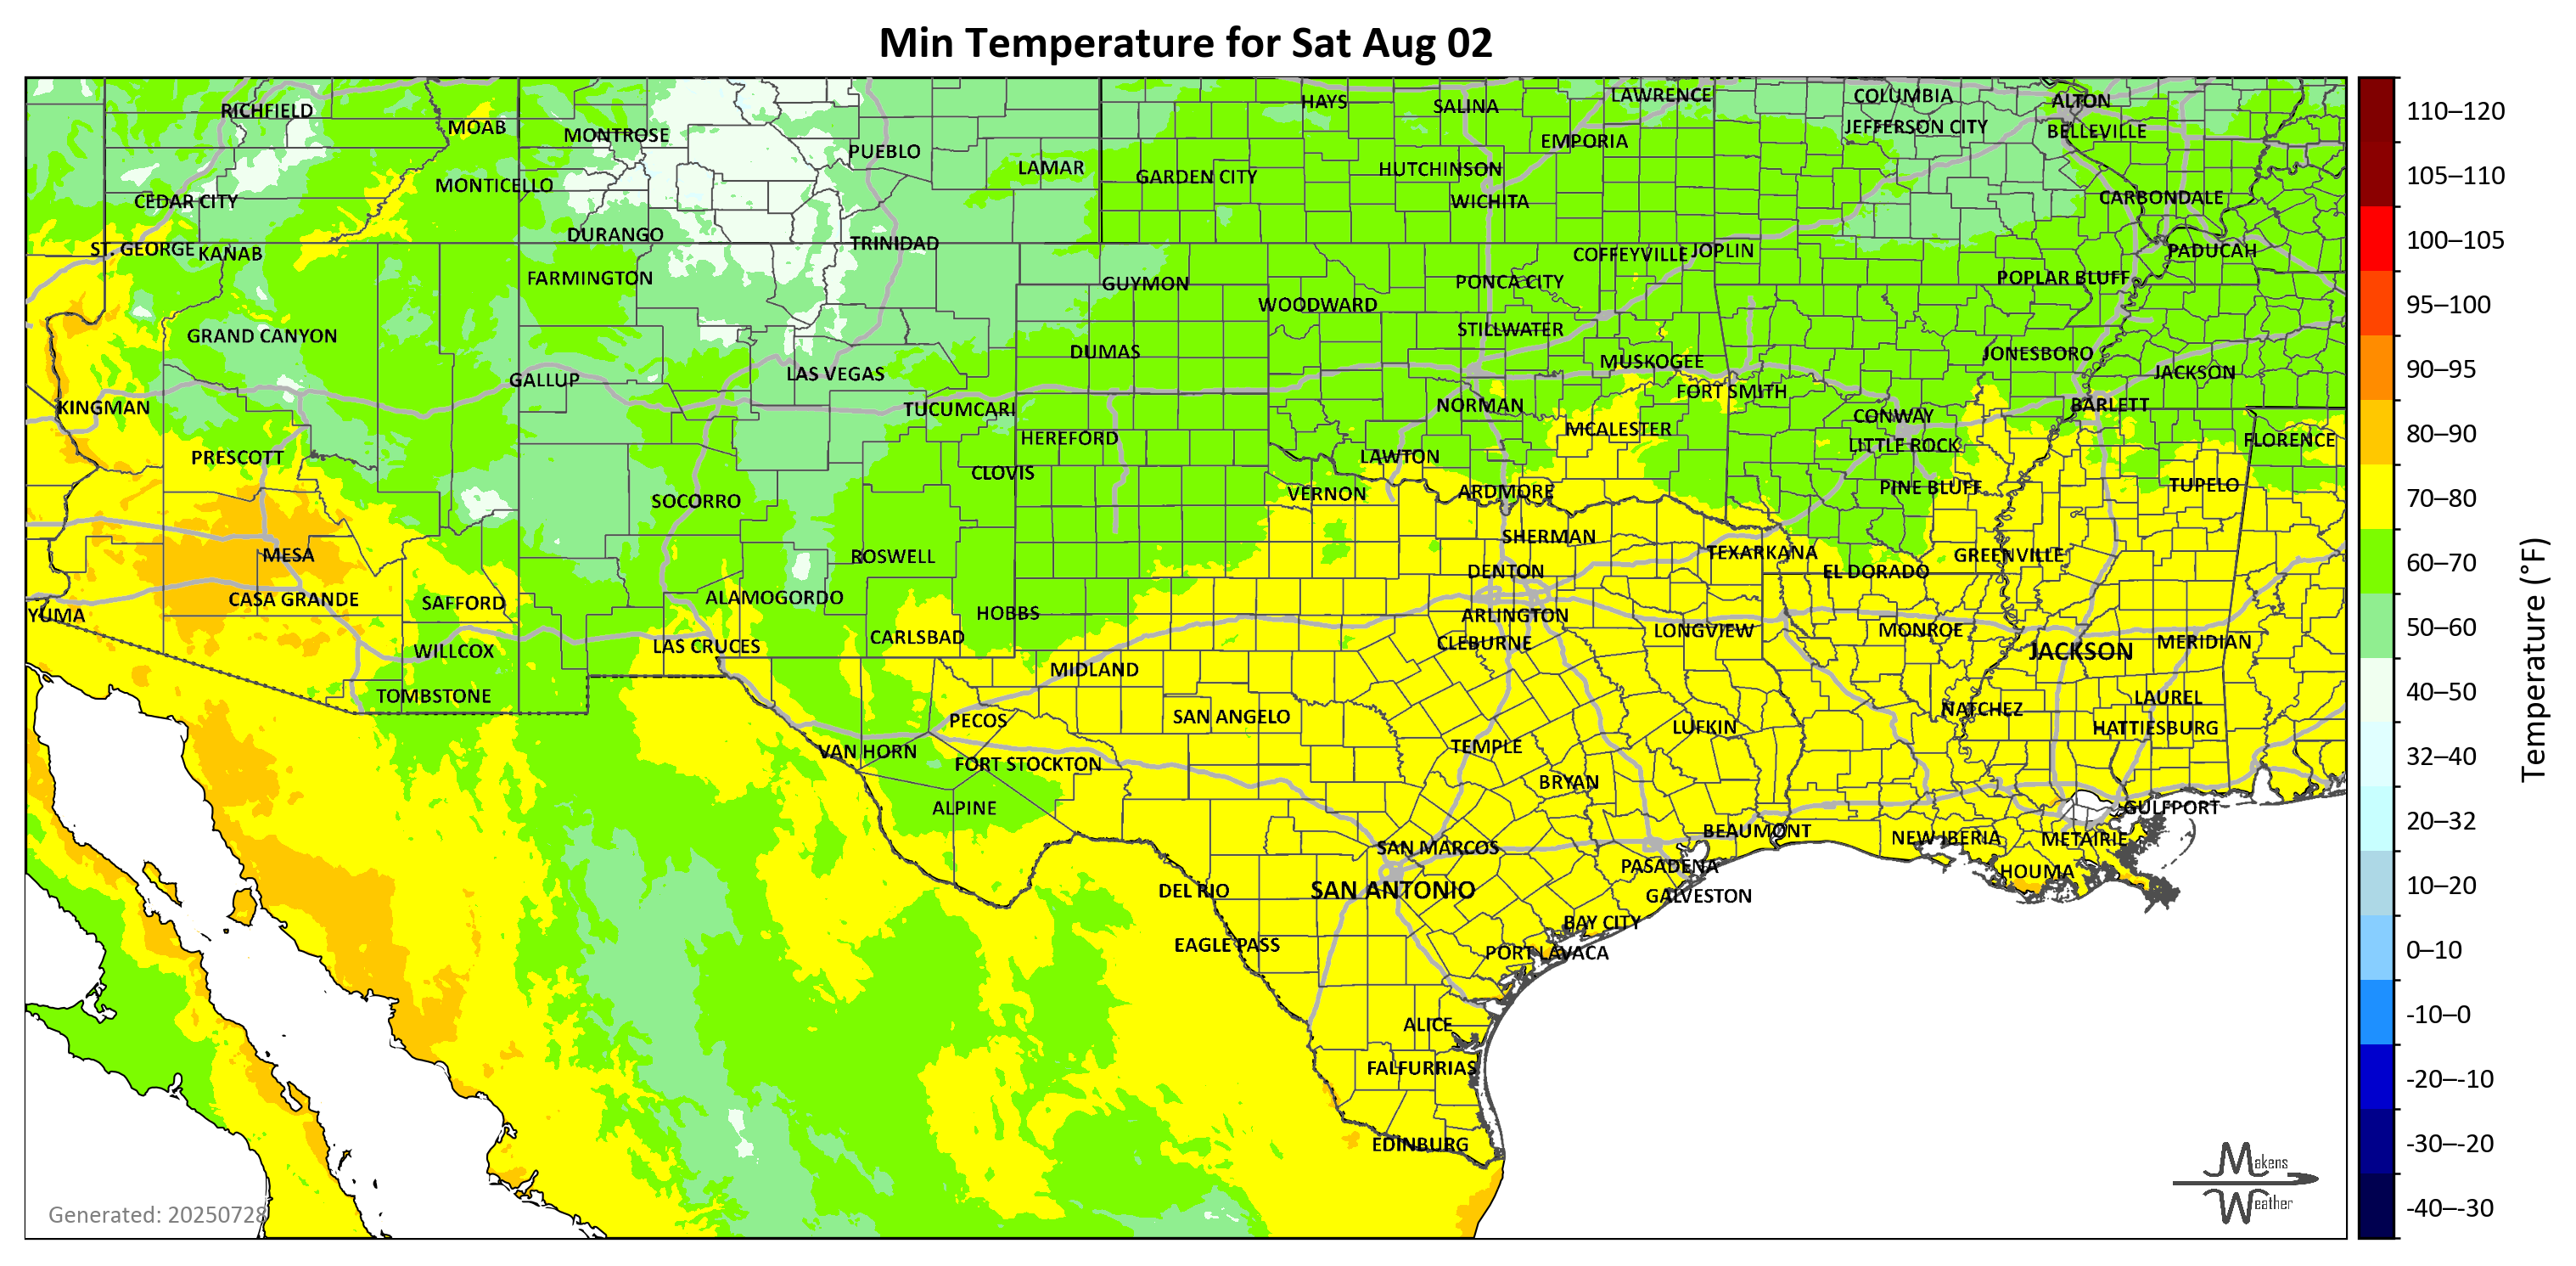 Min Temperature for Sat Aug 02
RICHFIELD
MOAB
MONTROSE
PUEBLO
LAMAR
HAYS
SALINA
LAWRENCE
COLUMBIA
ALTON
JEFFERSON CITY
BELLEVILLE
EMPORIA
HUTCHINSON
GARDEN CITY
WICHITA
CARBONDALE
MONTICELLO
CEDAR CITY
DURANGO
TRINIDAD
ST. GEORGE
KANAB
COFFEYVILLE
JOPLIN
PADUCAH
FARMINGTON
GUYMON
PONCA CITY
POPLAR BLUFF
WOODWARD
STILLWATER
GRAND CANYON
DUMAS
MUSKOGEE
JONESBORO
JACKSON
GALLUP
LAS VEGAS
FORT SMITH
KINGMAN
TUCUMCARI
NORMAN
CONWAY
BARLETT
HEREFORD
MCALESTER
LITTLE ROCK
FLORENCE
PRESCOTT
CLOVIS
LAWTON
SOCORRO
VERNON
ARDMORE
PINE BLUFF
TUPELO
SHERMAN
MESA
ROSWELL
TEXARKANA
GREENVILLE
DENTON
EL DORADO
CASA GRANDE
SAFFORD
ALAMOGORDO
HOBBS
ARLINGTON
YUMA
LAS CRUCES
CARLSBAD
CLEBURNE
LONGVIEW
MONROE
JACKSON
MERIDIAN
WILLCOX
MIDLAND
TOMBSTONE
PECOS
SAN ANGELO
LUFKIN
NATCHEZ
LAUREL
HATTIESBURG
VAN HORN
FORT STOCKTON
TEMPLE
BRYAN
ALPINE
GULFPORT
SAN MARCOS
BEAUMONT
NEW IBERIA
METAIRIE
PASADENA
HOUMA
DEL RIO
SAN ANTONIO
GALVESTON
BAY CITY
EAGLE PASS
PORT LAVACA
ALICE
FALFURRIAS
EDINBURG
Generated: 20250728
Makens
Weather
110–120
105–110
100–105
95–100
90–95
80–90
70–80
60–70
50–60
40–50
32–40
20–32
10–20
0–10
-10–0
-20–-10
-30–-20
-40–-30
Temperature (°F)